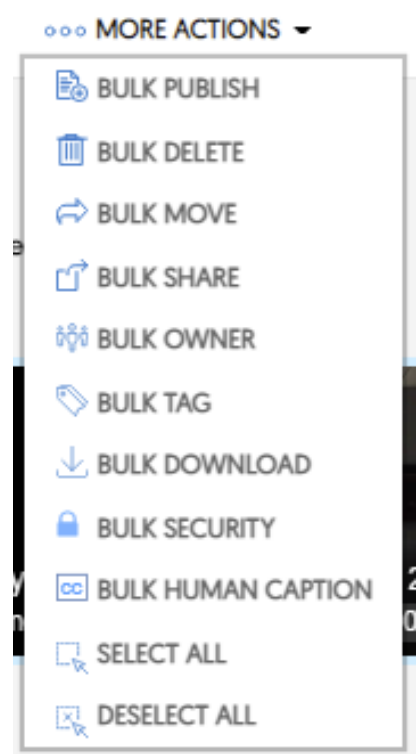 MORE ACTIONS
BULK PUBLISH
BULK DELETE
BULK MOVE
BULK SHARE
BULK OWNER
BULK TAG
BULK DOWNLOAD
BULK SECURITY
CC BULK HUMAN CAPTION
SELECT ALL
DESELECT ALL